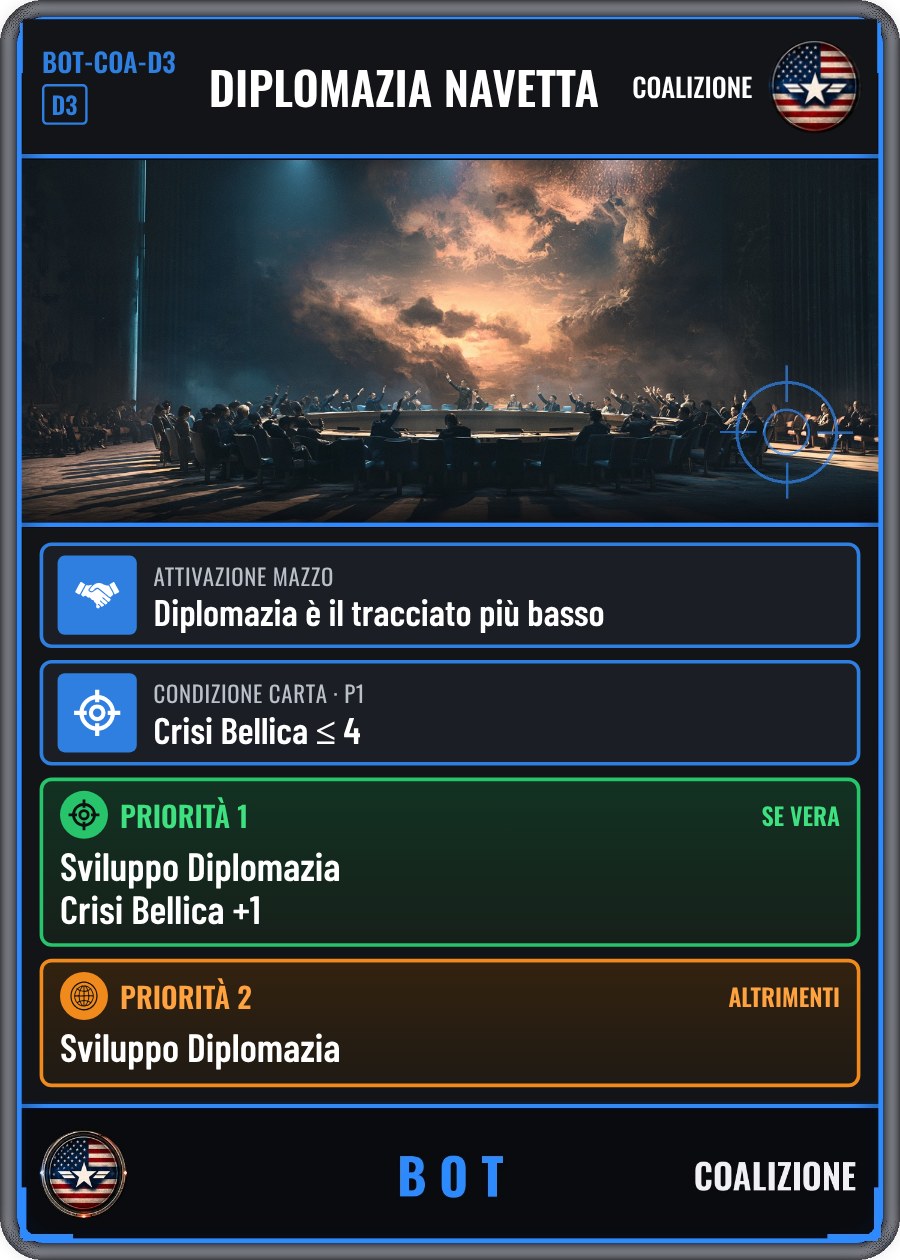 BOT-COA-D3
D3
DIPLOMAZIA NAVETTA
COALIZIONE
ATTIVAZIONE MAZZO
Diplomazia è il tracciato più basso
CONDIZIONE CARTA · P1
Crisi Bellica ≤ 4
PRIORITÀ 1
SE VERA
Sviluppo Diplomazia
Crisi Bellica +1
PRIORITÀ 2
ALTRIMENTI
Sviluppo Diplomazia
BOT
COALIZIONE